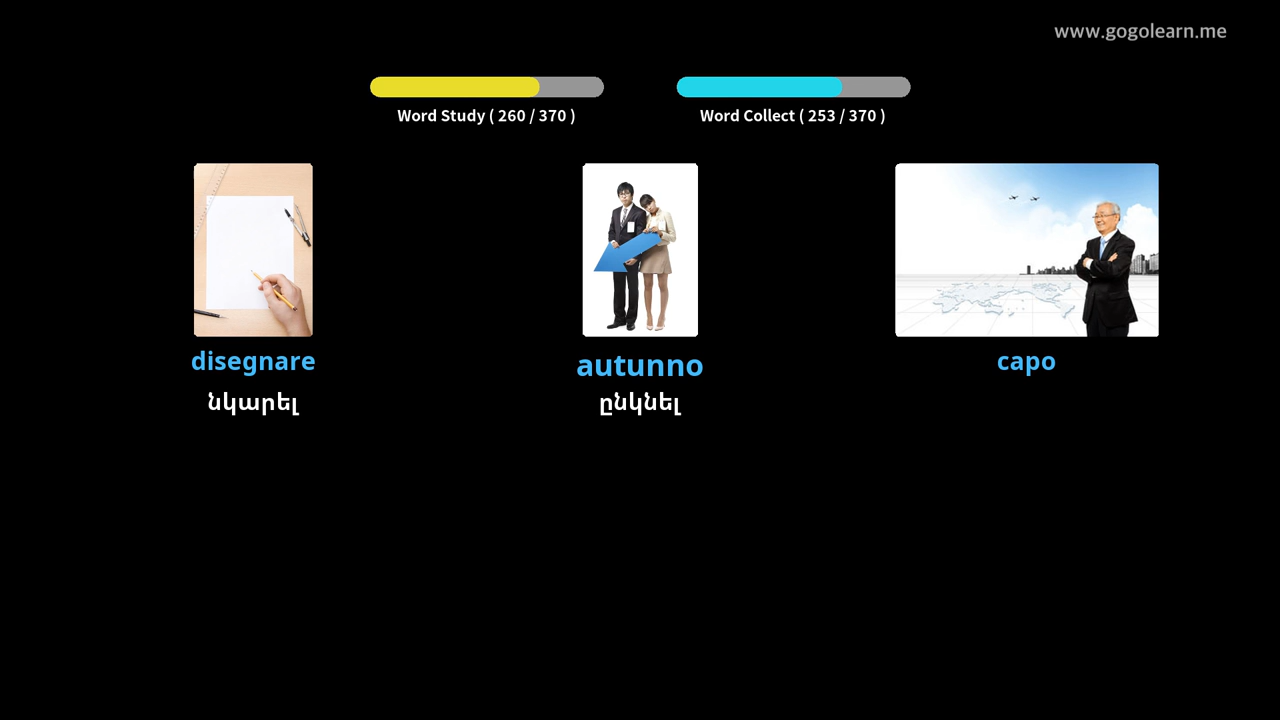 www.gogolearn.me
Word Study ( 260 / 370 )
Word Collect ( 253 / 370 )
disegnare
autunno
capo
նկարել
ընկնել